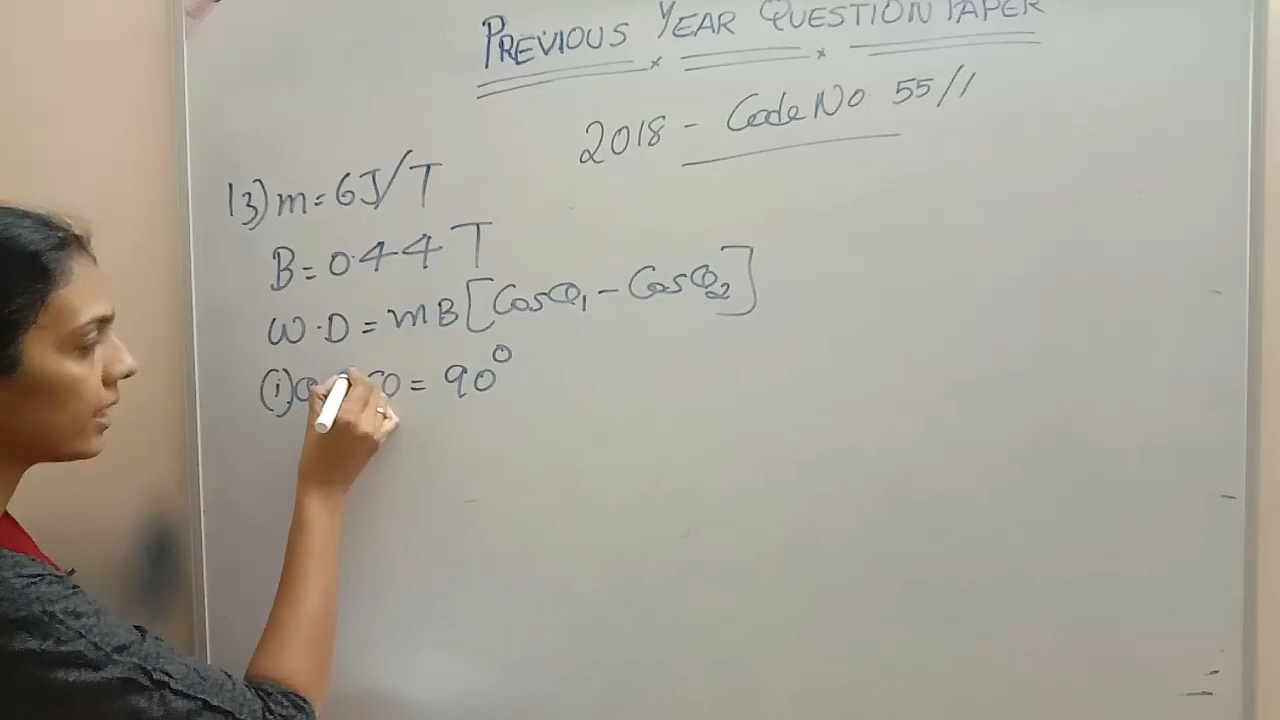 PREVIOUS YEAR QUESTION PAPER
2018 - Code No 55/1
13) m = 6J/T
B = 0.44 T
W.D = mB[Cosθ1 - Cosθ2]
(i) = 90°